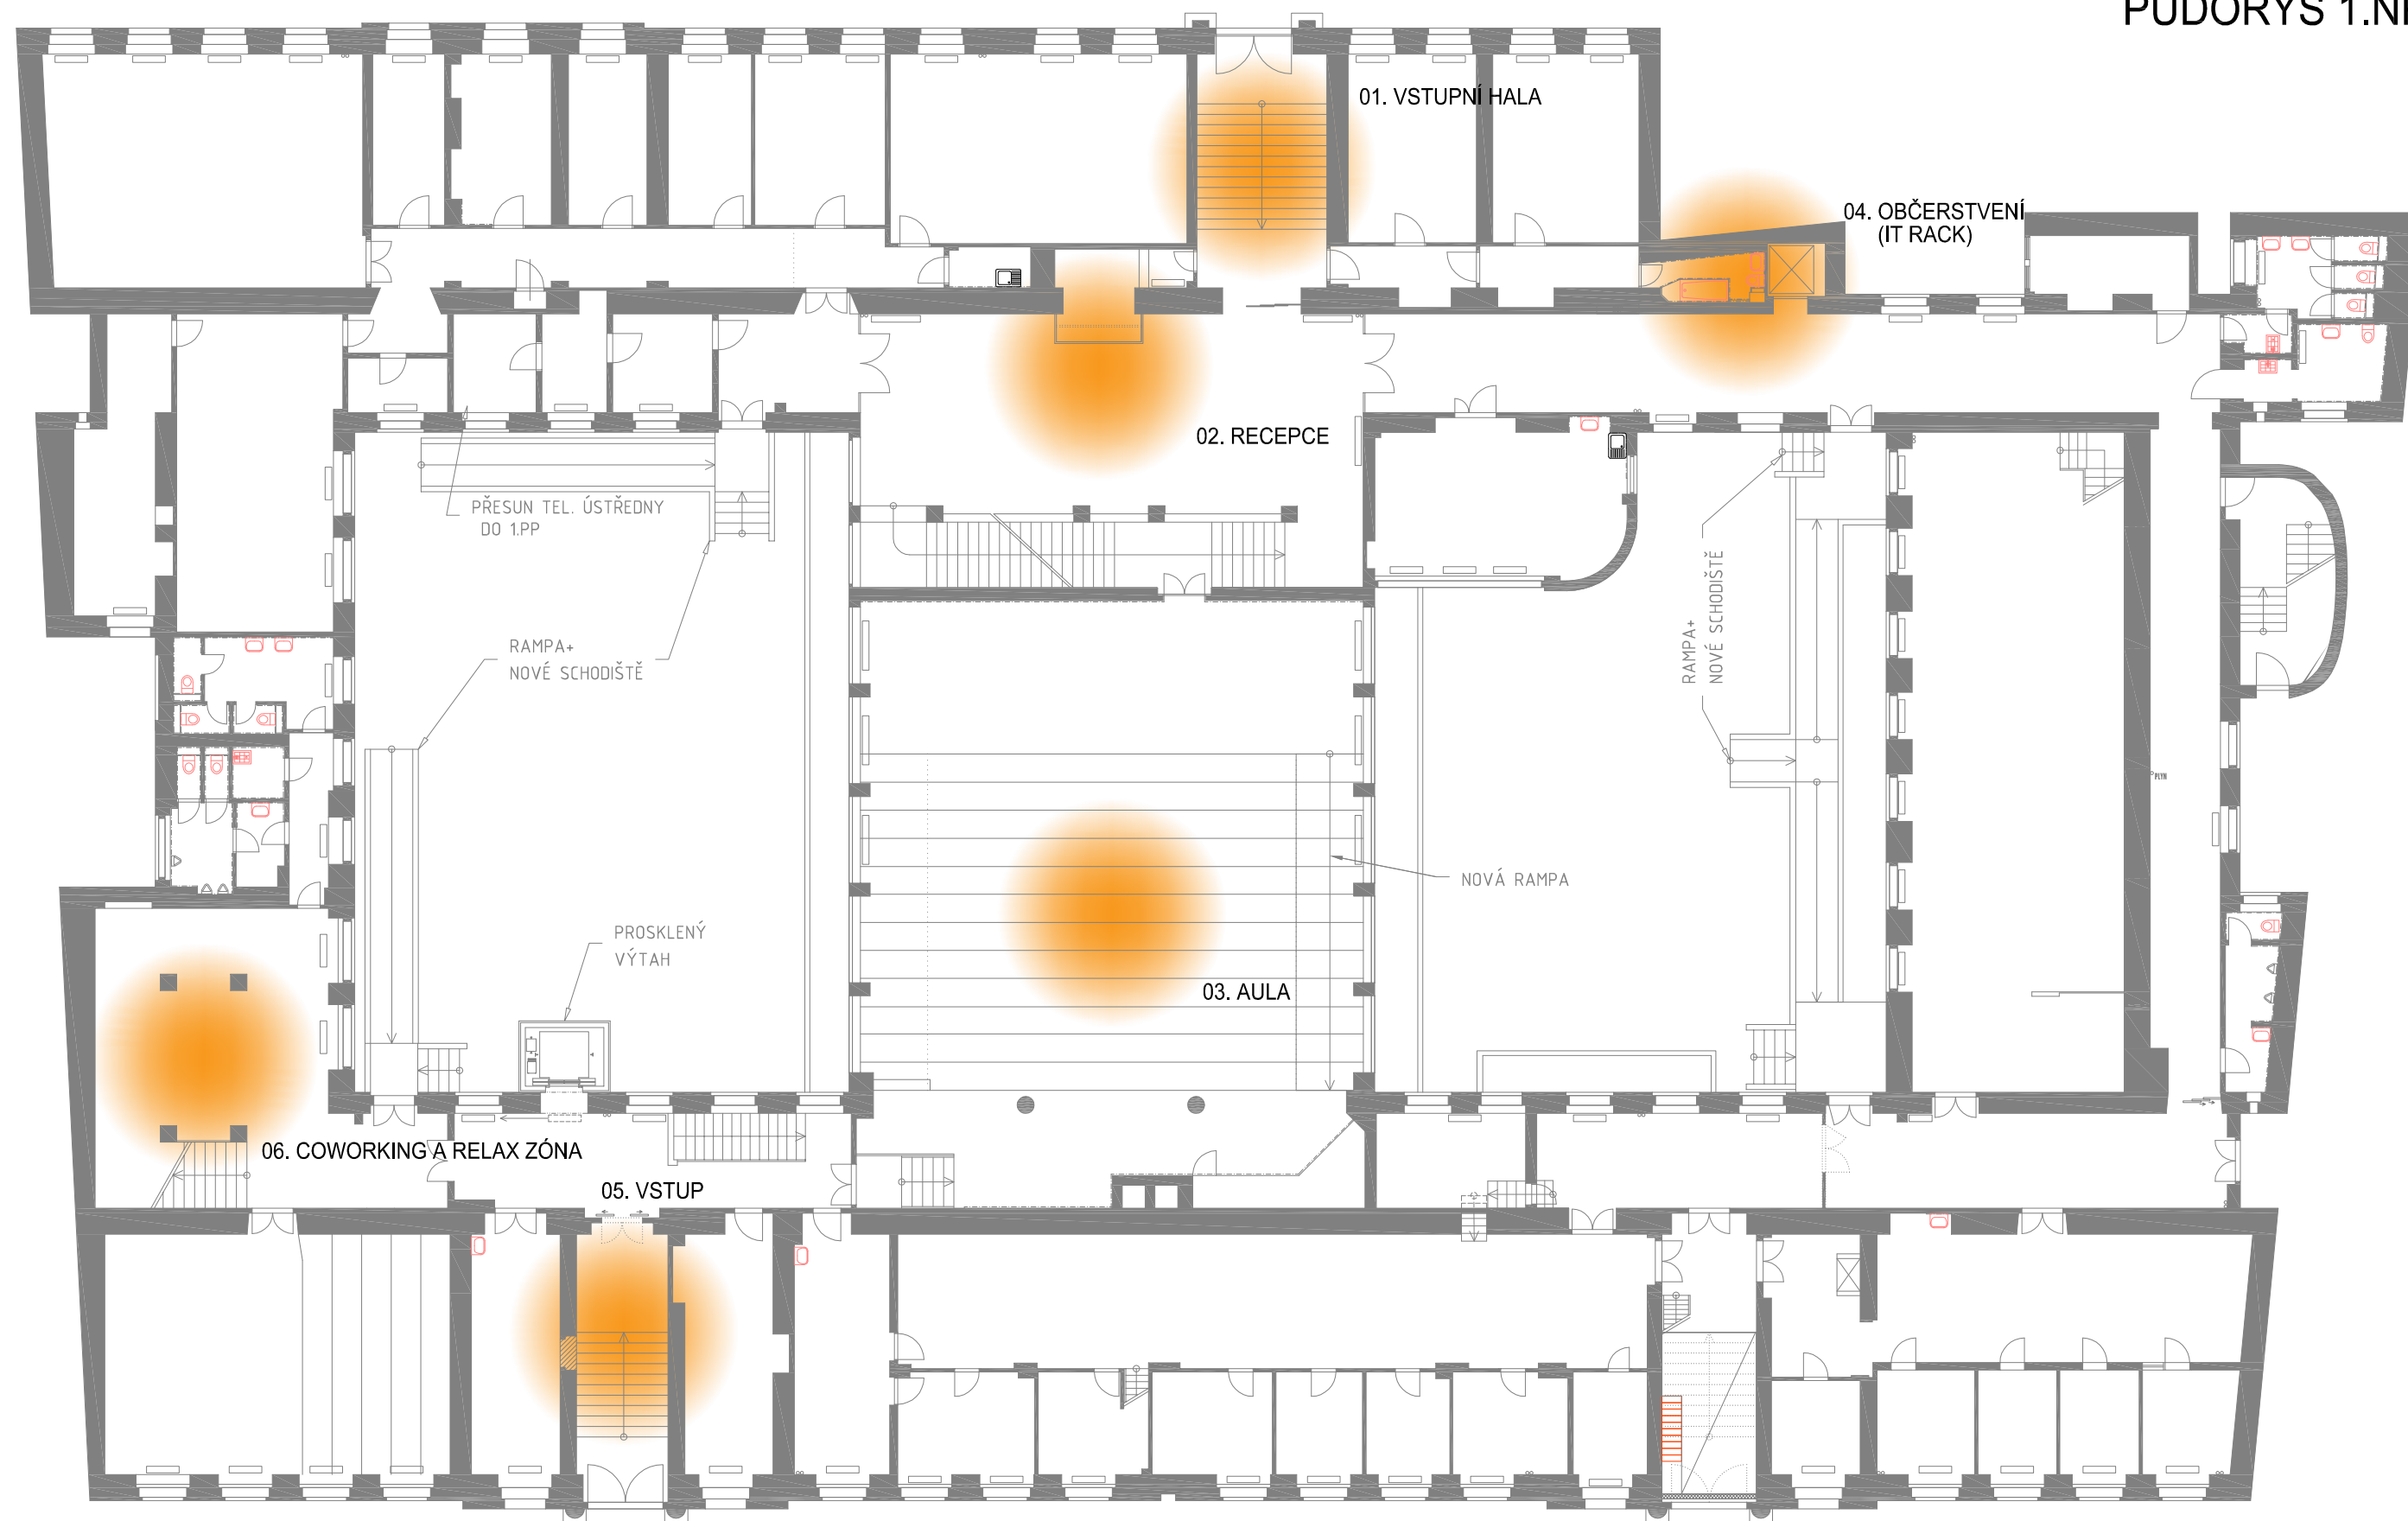 PŮDORYS 1.NP
01. VSTUPNÍ HALA
04. OBČERSTVENÍ
(IT RACK)
02. RECEPCE
PŘESUN TEL. ÚSTŘEDNY
DO 1.PP
RAMPA+
NOVÉ SCHODIŠTĚ
RAMPA+
NOVÉ SCHODIŠTĚ
PLYN
NOVÁ RAMPA
PROSKLENÝ
VÝTAH
03. AULA
06. COWORKING A RELAX ZÓNA
05. VSTUP